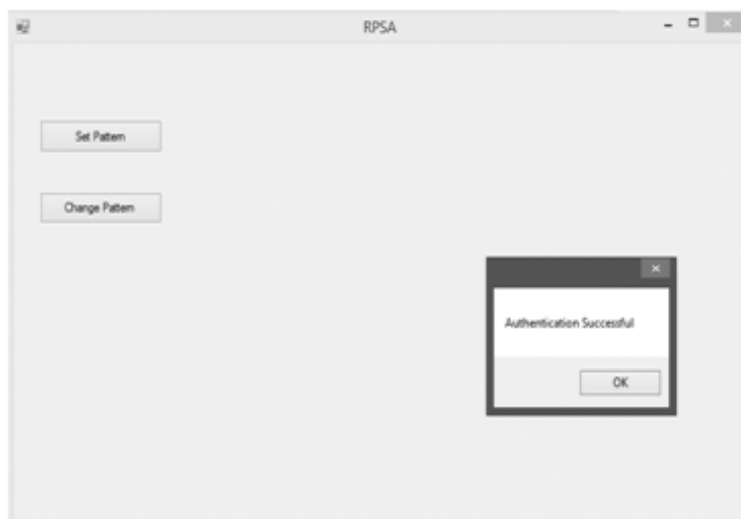 RPSA
Set Pattern
Change Pattern
Authentication Successful
OK